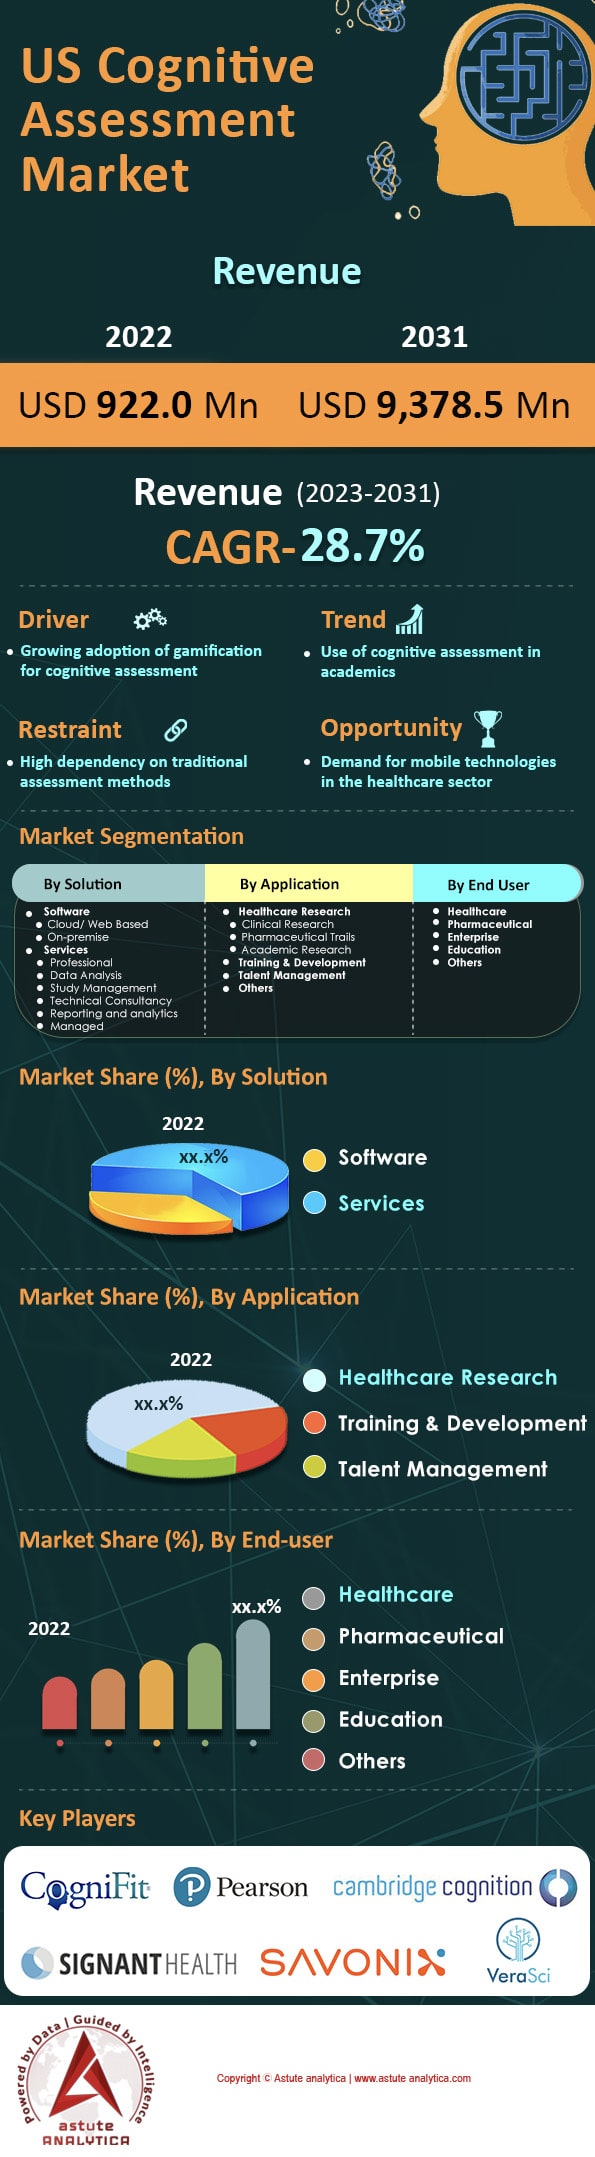 US Cognitive
Assessment
Market
Revenue
2022
2031
USD 922.0 Mn
USD 9,378.5 Mn
Revenue (2023-2031)
CAGR-28.7%
Driver
Growing adoption of gamification
for cognitive assessment
Trend
Use of cognitive assessment in
academics
Restraint
High dependency on traditional
assessment methods
Opportunity
Demand for mobile technologies
in the healthcare sector
Market Segmentation
By Solution
Software
Cloud/ Web Based
On-premise
Services
Professional
Data Analysis
Study Management
Technical Consultancy
Reporting and analytics
Managed
By Application
Healthcare Research
Clinical Research
Pharmaceutical Trails
Academic Research
Training & Development
Talent Management
Others
By End User
Healthcare
Pharmaceutical
Enterprise
Education
Others
Market Share (%), By Solution
2022
xx.x%
Software
Services
Market Share (%), By Application
2022
xx.x%
Healthcare Research
Training & Development
Talent Management
Market Share (%), By End-user
2022
xx.x%
Healthcare
Pharmaceutical
Enterprise
Education
Others
Key Players
CogniFit®
Pearson
cambridge cognition
SIGNANT HEALTH
SAVONIX
VeraSci
Powered by Data | Guided by Intelligence
astute
ANALYTICA
Copyright © Astute analytica | www.astute analytica.com